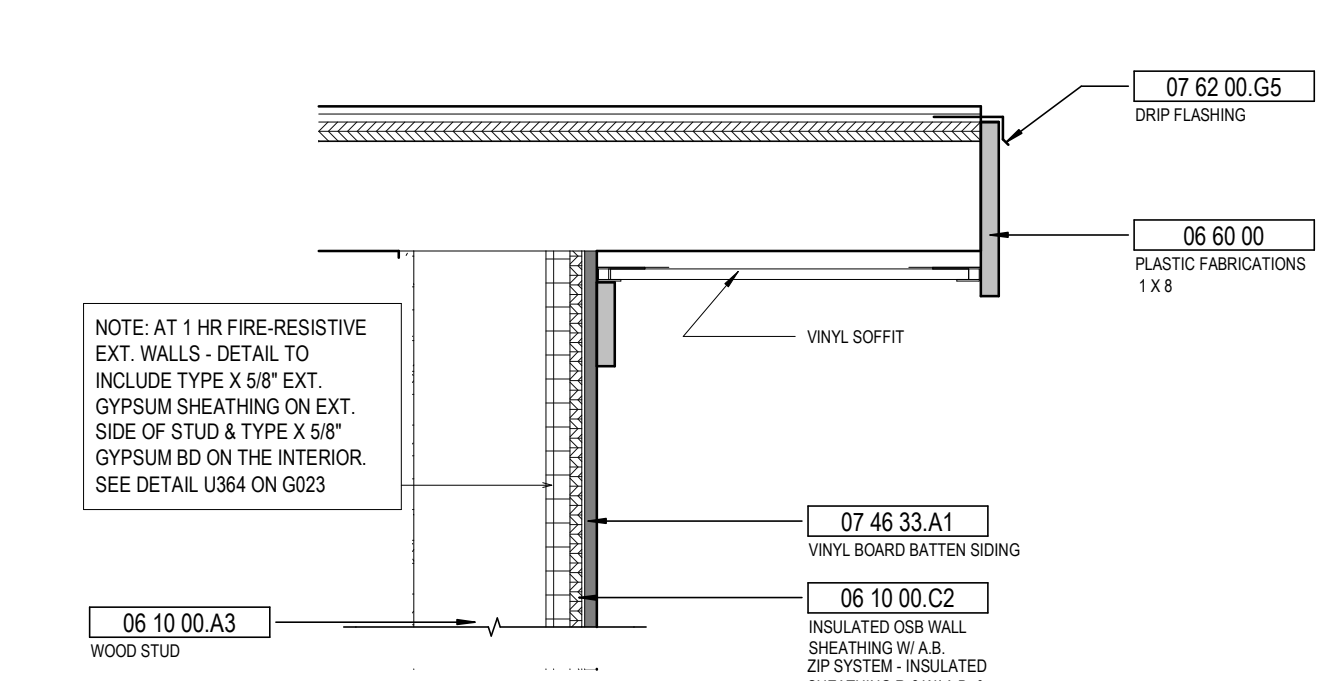 07 62 00.G5
DRIP FLASHING
06 60 00
PLASTIC FABRICATIONS
1 X 8
VINYL SOFFIT
NOTE: AT 1 HR FIRE-RESISTIVE
EXT. WALLS - DETAIL TO
INCLUDE TYPE X 5/8" EXT.
GYPSUM SHEATHING ON EXT.
SIDE OF STUD & TYPE X 5/8"
GYPSUM BD ON THE INTERIOR.
SEE DETAIL U364 ON G023
07 46 33.A1
VINYL BOARD BATTEN SIDING
06 10 00.C2
INSULATED OSB WALL
SHEATHING W/ A.B.
ZIP SYSTEM - INSULATED
06 10 00.A3
WOOD STUD